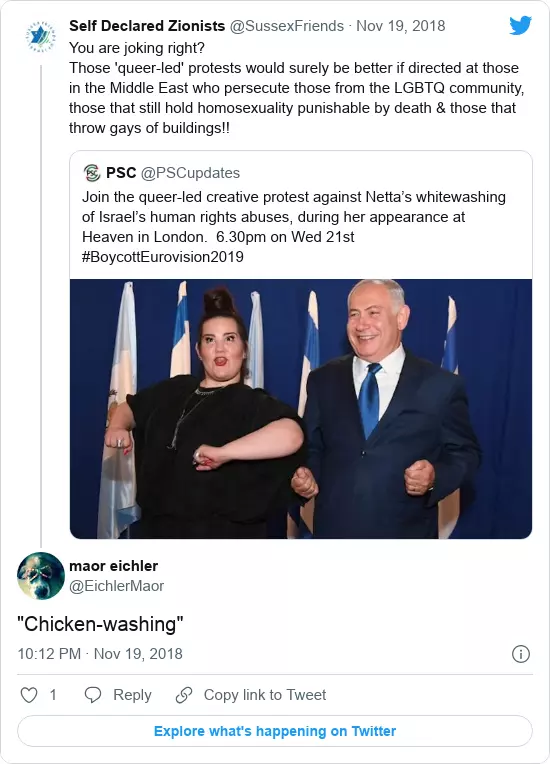 Self Declared Zionists @SussexFriends · Nov 19, 2018
You are joking right?
Those 'queer-led' protests would surely be better if directed at those
in the Middle East who persecute those from the LGBTQ community,
those that still hold homosexuality punishable by death & those that
throw gays of buildings!!
PSC PSC @PSCupdates
Join the queer-led creative protest against Netta’s whitewashing
of Israel’s human rights abuses, during her appearance at
Heaven in London.  6.30pm on Wed 21st
#BoycottEurovision2019
maor eichler
@EichlerMaor
"Chicken-washing"
10:12 PM · Nov 19, 2018
1 Reply Copy link to Tweet
Explore what's happening on Twitter